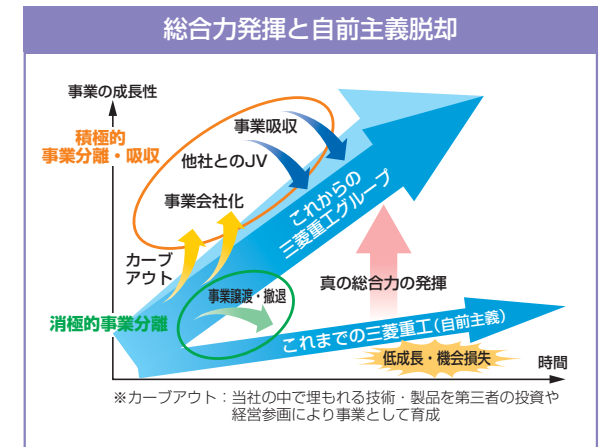 総合力発揮と自前主義脱却
事業の成長性
積極的
事業分離・吸収
事業吸収
他社とのJV
事業会社化
カーブ
アウト
これからの
三菱重工グループ
事業譲渡・撤退
真の総合力の発揮
消極的事業分離
これまでの三菱重工(自前主義)
低成長・機会損失
時間
※カーブアウト:当社の中で埋もれる技術・製品を第三者の投資や
経営参画により事業として育成